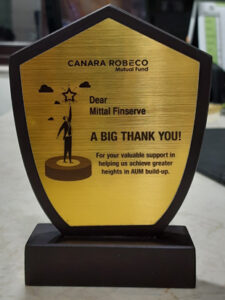 CANARA ROBECO
Mutual Fund
Dear
Mittal Finserve
A BIG THANK YOU!
For your valuable support in
helping us achieve greater
heights in AUM build-up.